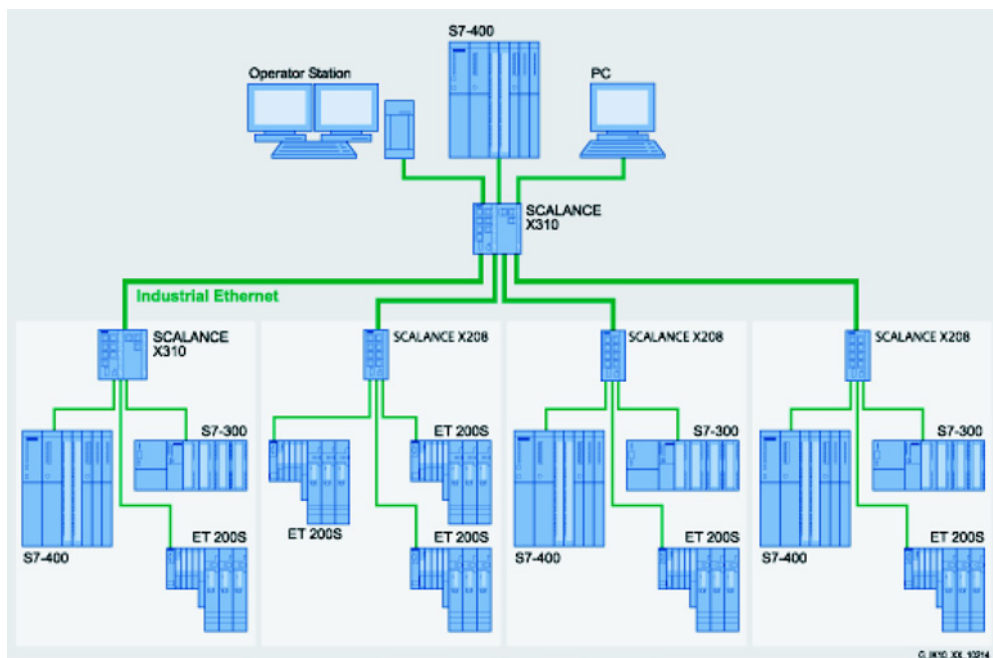 S7-400
Operator Station
PC
SCALANCE
X310
Industrial Ethernet
SCALANCE
X310
S7-300
S7-400
ET 200S
SCALANCE X208
ET 200S
ET 200S
ET 200S
SCALANCE X208
S7-300
S7-400
ET 200S
SCALANCE X208
S7-300
S7-400
ET 200S
G_IK10_XX_10214